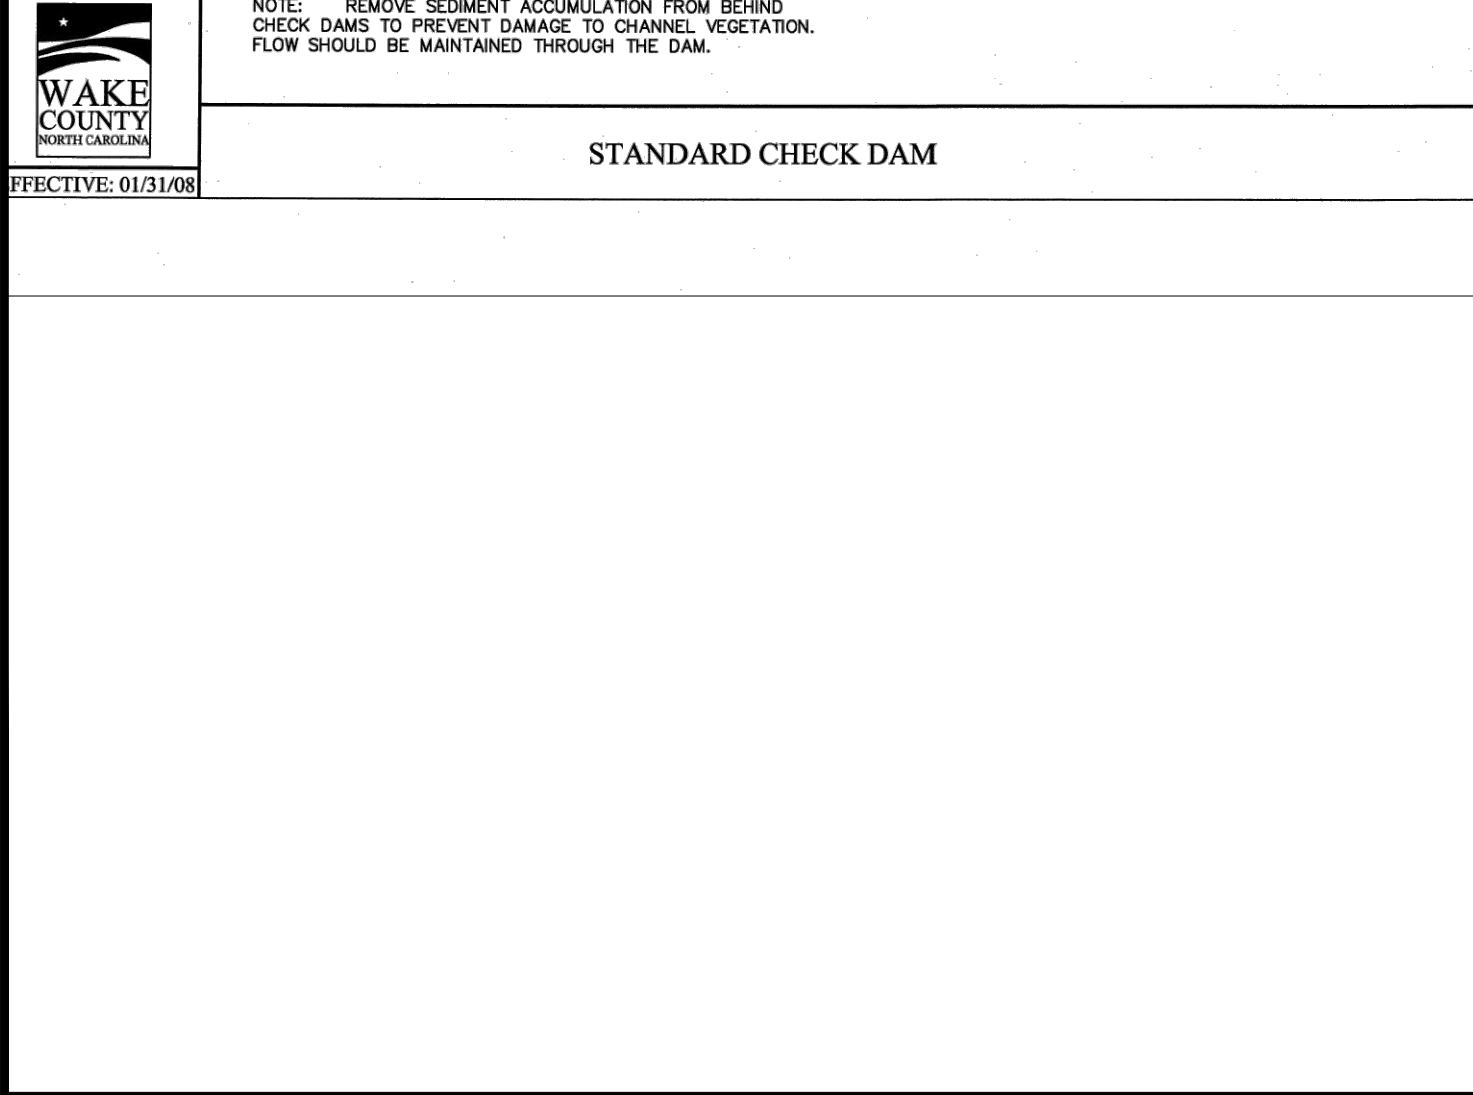 NOTE: REMOVE SEDIMENT ACCUMULATION FROM BEHIND
CHECK DAMS TO PREVENT DAMAGE TO CHANNEL VEGETATION.
FLOW SHOULD BE MAINTAINED THROUGH THE DAM.
WAKE
COUNTY
NORTH CAROLINA
STANDARD CHECK DAM
FFECTIVE: 01/31/08